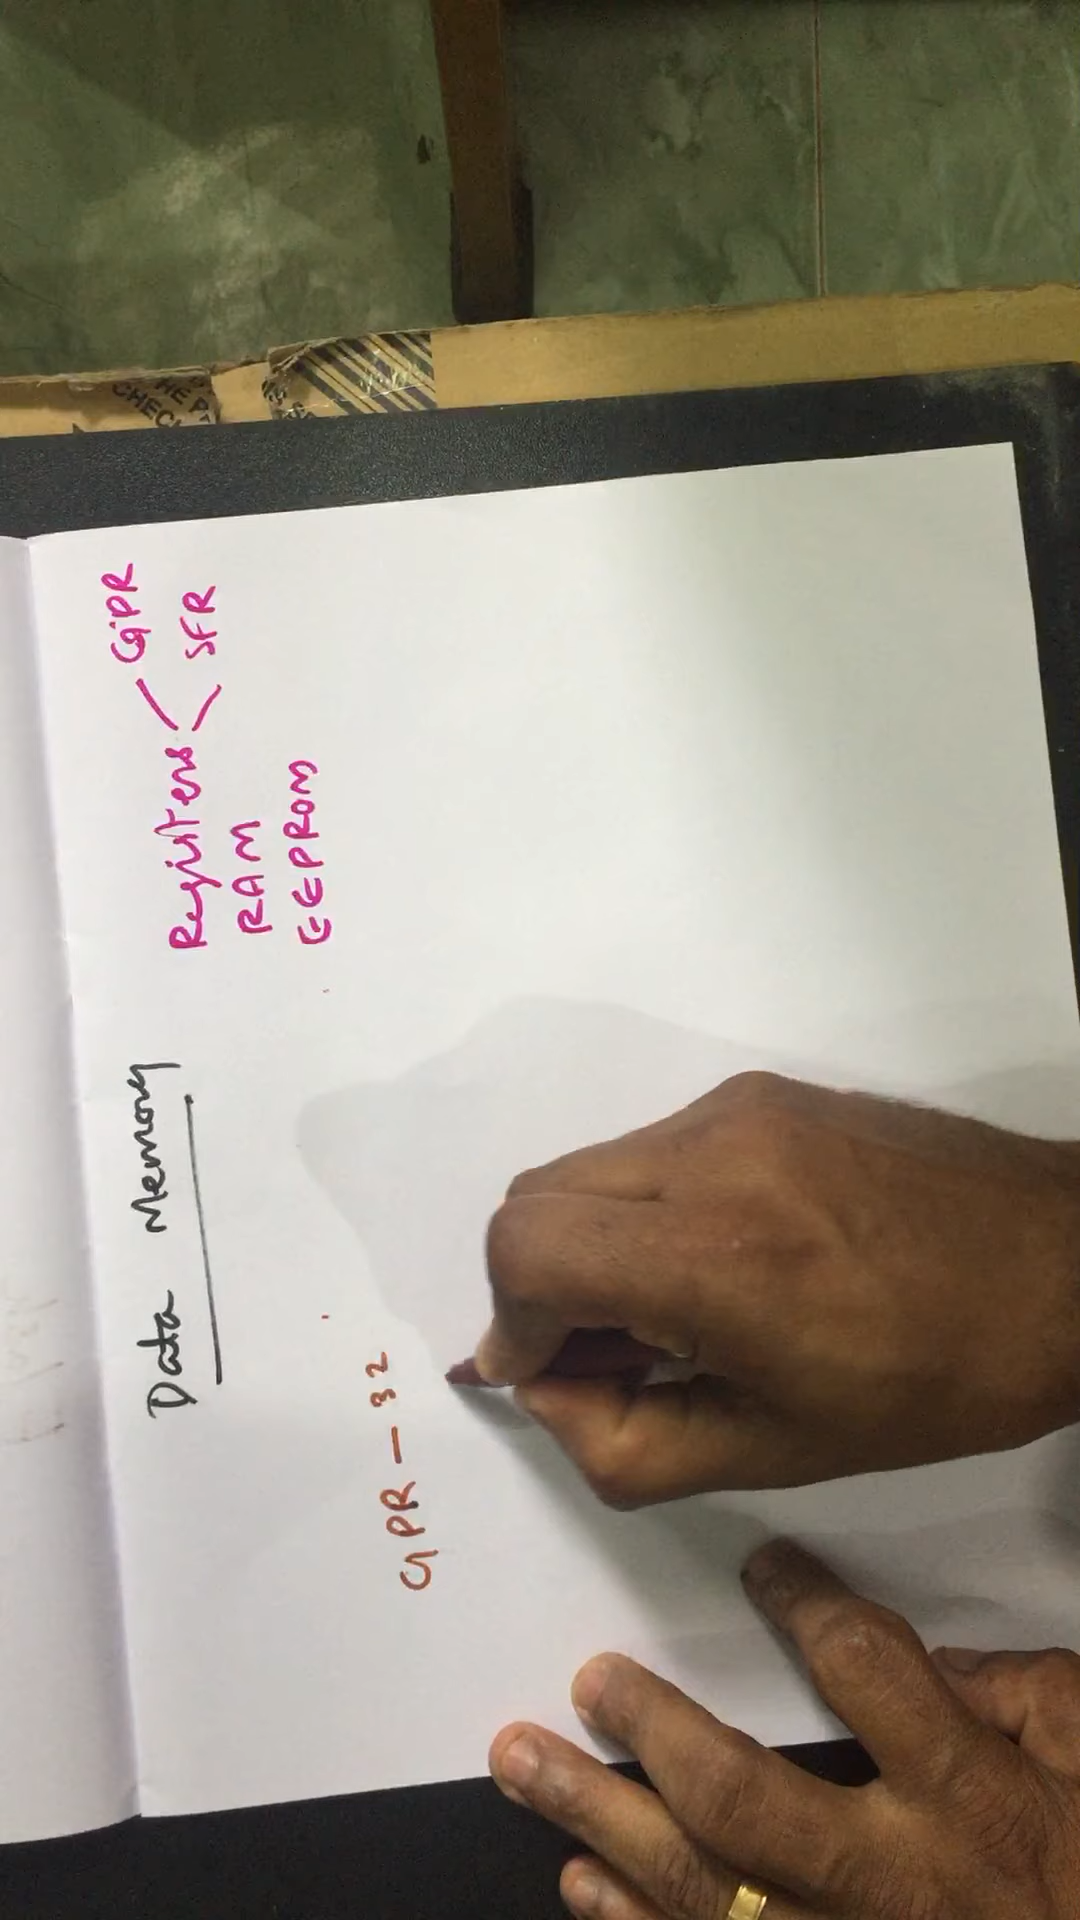 Data Memory
Registers
GPR
SFR
RAM
EEPROM
GPR - 32